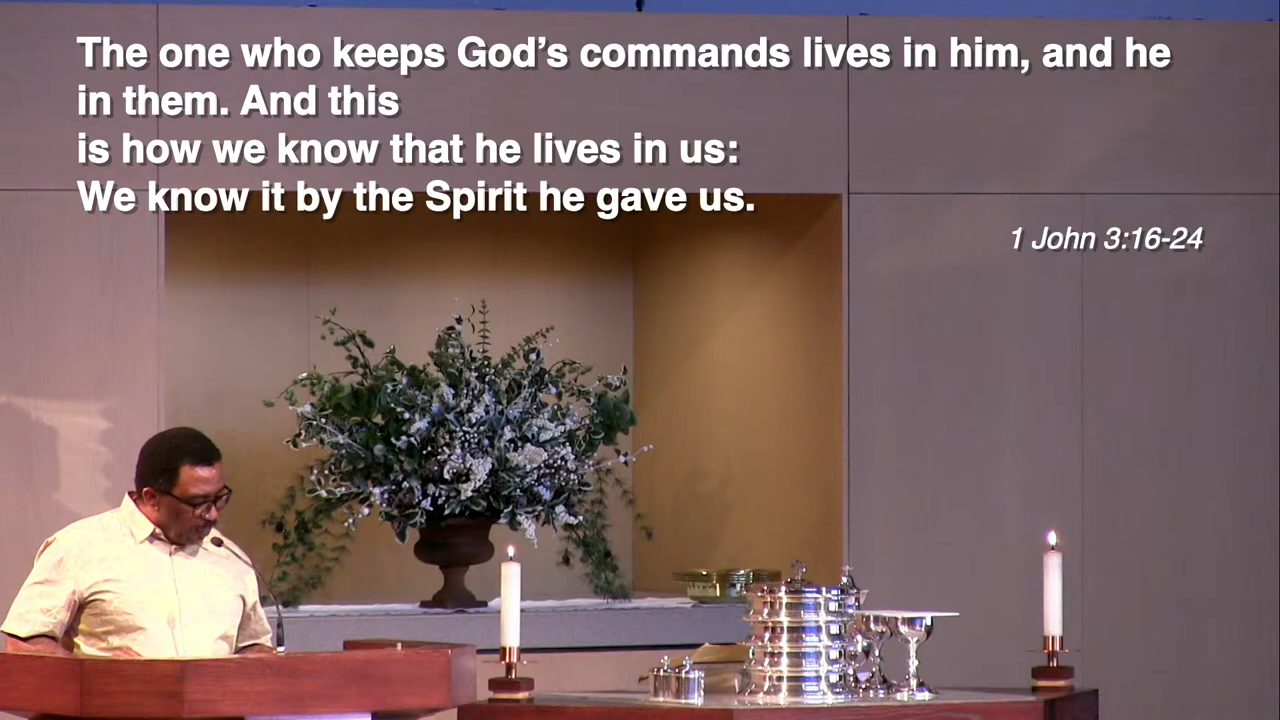 The one who keeps God’s commands lives in him, and he
in them. And this
is how we know that he lives in us:
We know it by the Spirit he gave us.
1 John 3:16-24